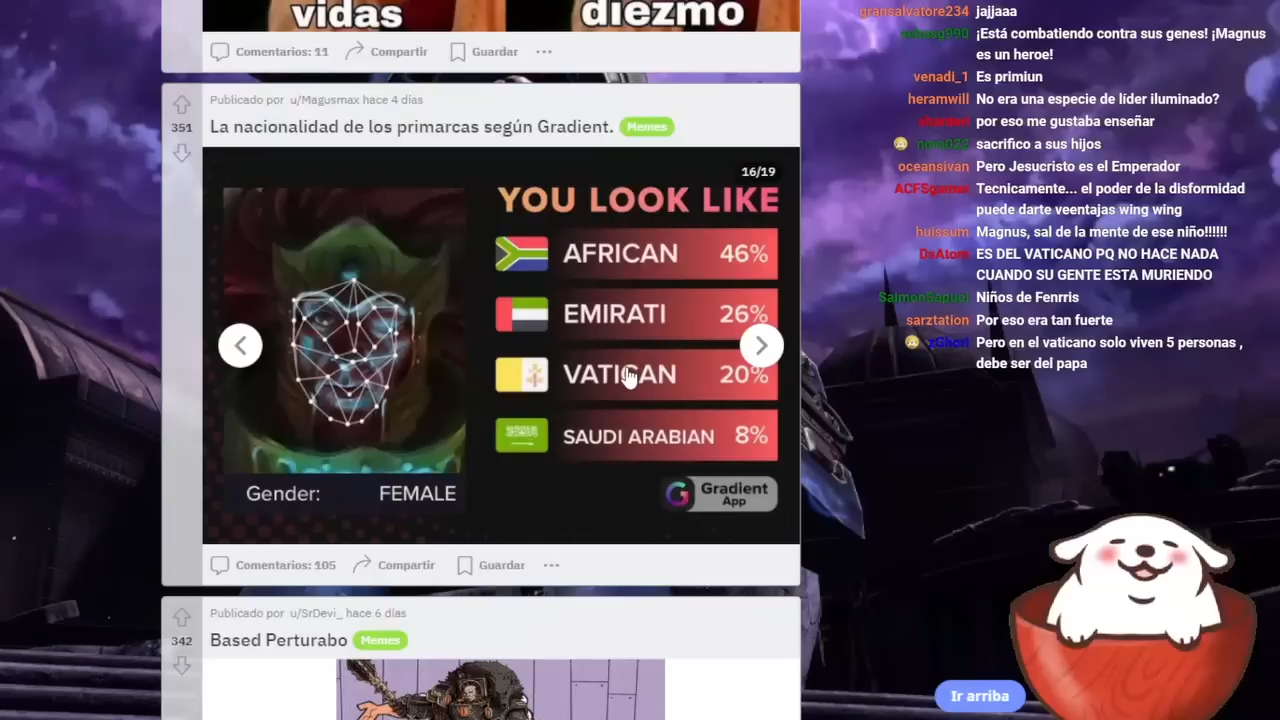 vidas
diezmo
Comentarios: 11
Compartir
Guardar
Publicado por u/Magusmax hace 4 días
351
La nacionalidad de los primarcas según Gradient.
Memes
16/19
YOU LOOK LIKE
AFRICAN 46%
EMIRATI 26%
VATICAN 20%
SAUDI ARABIAN 8%
Gender: FEMALE
Gradient
App
Comentarios: 105
Compartir
Guardar
Publicado por u/SrDevi_ hace 6 días
342
Based Perturabo
Memes
gransalvatore234 jajjaaa
¡Está combatiendo contra sus genes! ¡Magnus
es un heroe!
venadi_1 Es primiun
heramwill No era una especie de líder iluminado?
por eso me gustaba enseñar
sacrifico a sus hijos
oceansivan Pero Jesucristo es el Emperador
Tecnicamente... el poder de la disformidad
puede darte veentajas wing wing
huissum Magnus, sal de la mente de ese niño!!!!!!
ES DEL VATICANO PQ NO HACE NADA
CUANDO SU GENTE ESTA MURIENDO
Niños de Fenrris
sarztation Por eso era tan fuerte
Pero en el vaticano solo viven 5 personas ,
debe ser del papa
Ir arriba